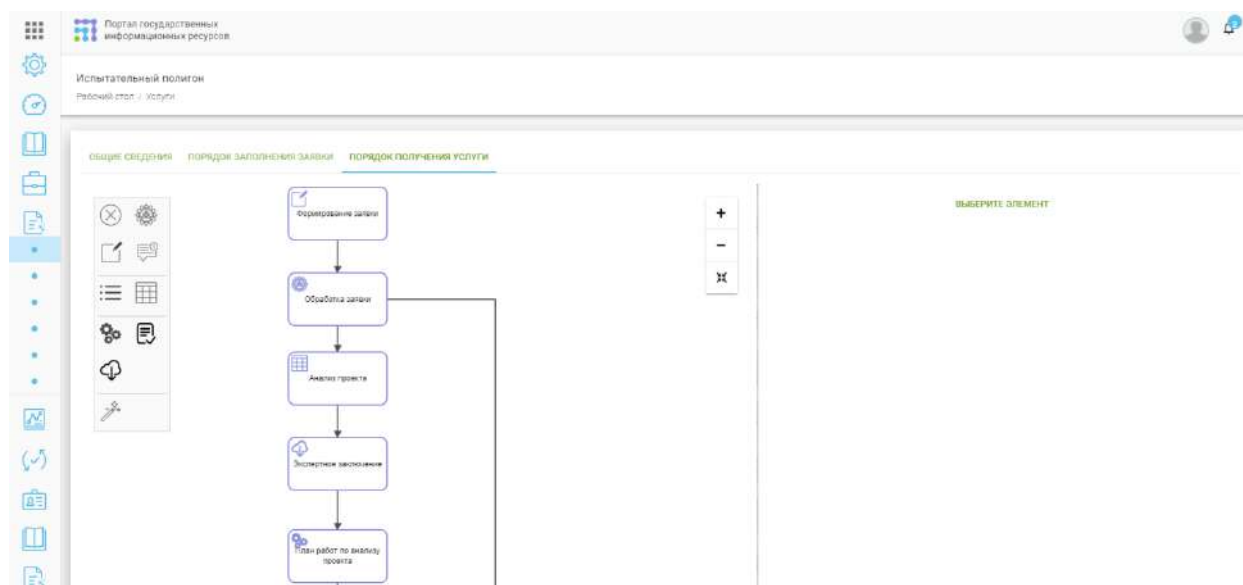 Портал государственных
информационных ресурсов
3
Испытательный полигон
Рабочий стол / Услуги
ОБЩИЕ СВЕДЕНИЯ ПОРЯДОК ЗАПОЛНЕНИЯ ЗАЯВКИ ПОРЯДОК ПОЛУЧЕНИЯ УСЛУГИ
ВЫБЕРИТЕ ЭЛЕМЕНТ
Формирование заявки
Обработка заявки
Анализ проекта
Экспертное заключение
План работ по анализу
проекта